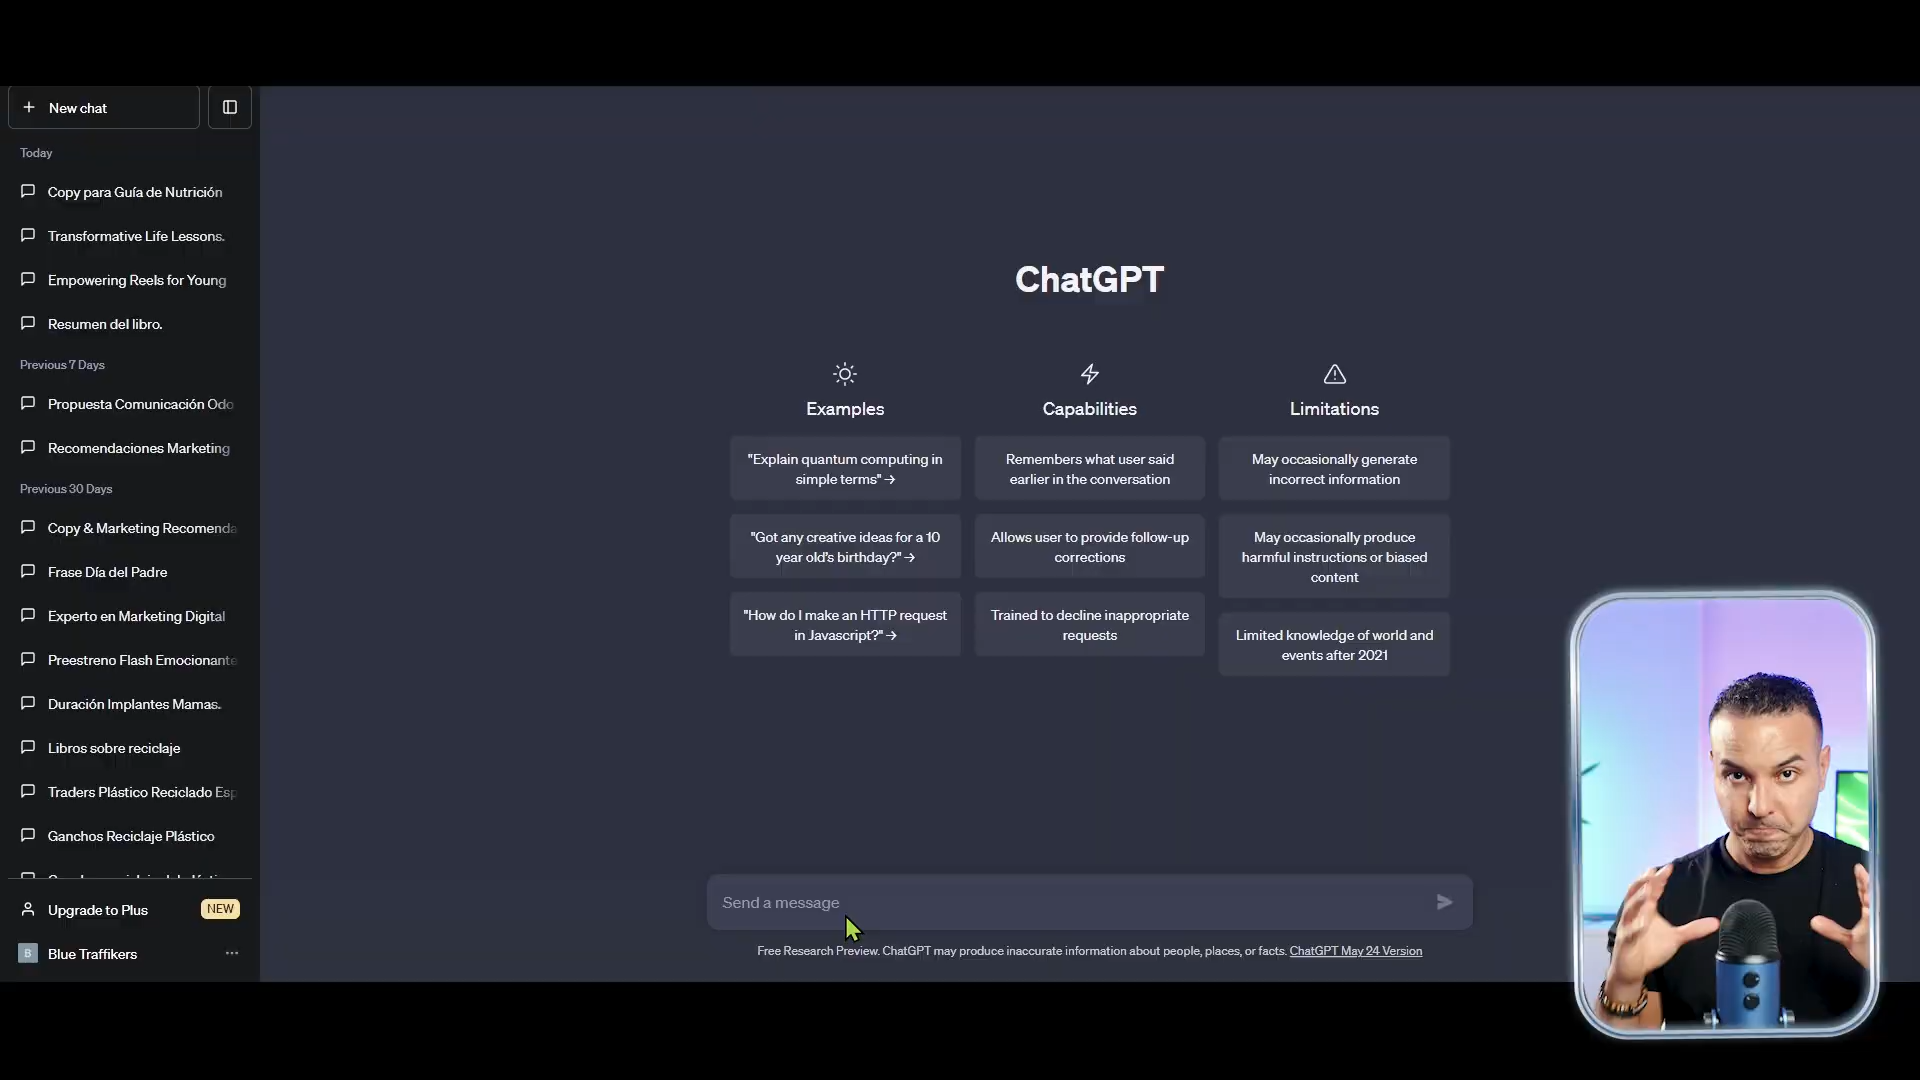 New chat
Today
Copy para Guía de Nutrición
Transformative Life Lessons.
Empowering Reels for Young
Resumen del libro.
Previous 7 Days
Propuesta Comunicación Odo
Recomendaciones Marketing
Previous 30 Days
Copy & Marketing Recomenda
Frase Día del Padre
Experto en Marketing Digital
Preestreno Flash Emocionante
Duración Implantes Mamas.
Libros sobre reciclaje
Traders Plástico Reciclado Esp
Ganchos Reciclaje Plástico
Upgrade to Plus NEW
B Blue Traffikers
ChatGPT
Examples
"Explain quantum computing in
simple terms" →
"Got any creative ideas for a 10
year old's birthday?" →
"How do I make an HTTP request
in Javascript?" →
Capabilities
Remembers what user said
earlier in the conversation
Allows user to provide follow-up
corrections
Trained to decline inappropriate
requests
Limitations
May occasionally generate
incorrect information
May occasionally produce
harmful instructions or biased
content
Limited knowledge of world and
events after 2021
Send a message
Free Research Preview. ChatGPT may produce inaccurate information about people, places, or facts. ChatGPT May 24 Version